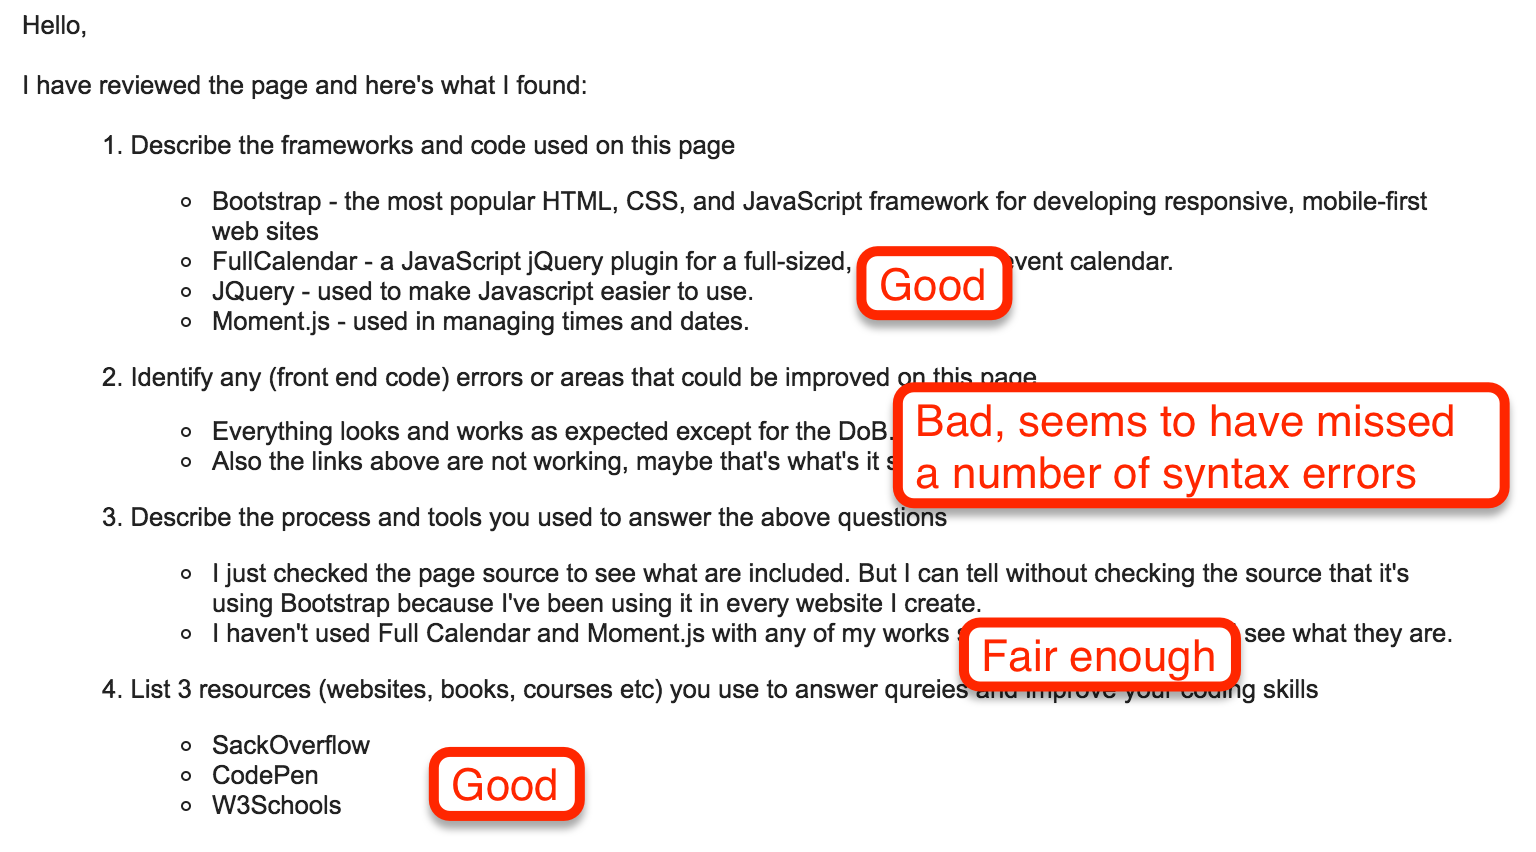 Hello,
I have reviewed the page and here's what I found:
1. Describe the frameworks and code used on this page
Bootstrap - the most popular HTML, CSS, and JavaScript framework for developing responsive, mobile-first
web sites
FullCalendar - a JavaScript jQuery plugin for a full-sized, event calendar.
Good
JQuery - used to make Javascript easier to use.
Moment.js - used in managing times and dates.
2. Identify any (front end code) errors or areas that could be improved on this page
Bad, seems to have missed
a number of syntax errors
Everything looks and works as expected except for the DoB.
Also the links above are not working, maybe that's what's it
3. Describe the process and tools you used to answer the above questions
I just checked the page source to see what are included. But I can tell without checking the source that it's
using Bootstrap because I've been using it in every website I create.
I haven't used Full Calendar and Moment.js with any of my works see what they are.
Fair enough
4. List 3 resources (websites, books, courses etc) you use to answer qureies and improve your coding skills
SackOverflow
CodePen
W3Schools
Good